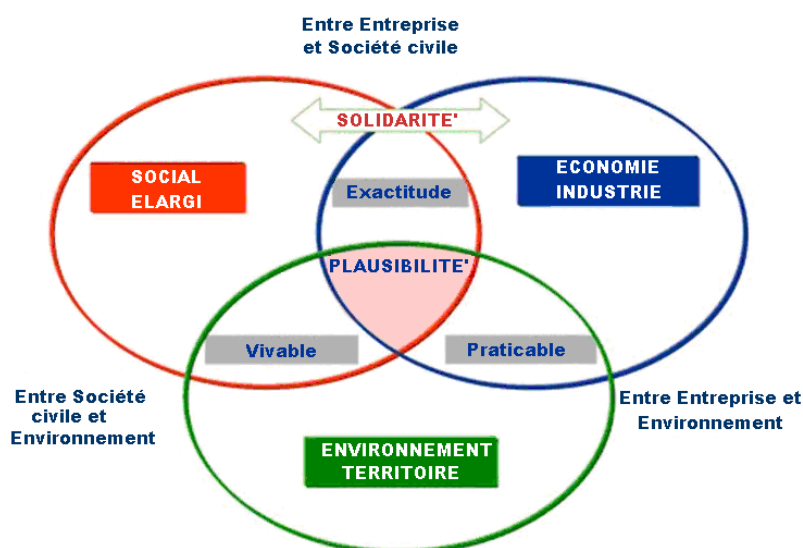 Entre Entreprise
et Société civile
SOLIDARITE'
SOCIAL
ELARGI
ECONOMIE
INDUSTRIE
Exactitude
PLAUSIBILITE'
Vivable
Praticable
Entre Société
civile et
Environnement
Entre Entreprise et
Environnement
ENVIRONNEMENT
TERRITOIRE